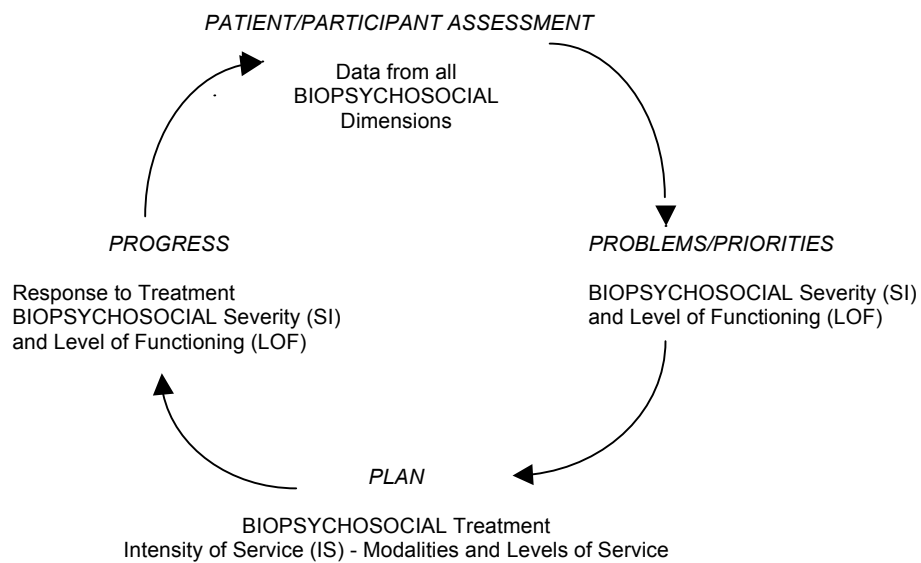 PATIENT/PARTICIPANT ASSESSMENT
Data from all
BIOPSYCHOSOCIAL
Dimensions
PROBLEMS/PRIORITIES
BIOPSYCHOSOCIAL Severity (SI)
and Level of Functioning (LOF)
PLAN
BIOPSYCHOSOCIAL Treatment
Intensity of Service (IS) - Modalities and Levels of Service
PROGRESS
Response to Treatment
BIOPSYCHOSOCIAL Severity (SI)
and Level of Functioning (LOF)